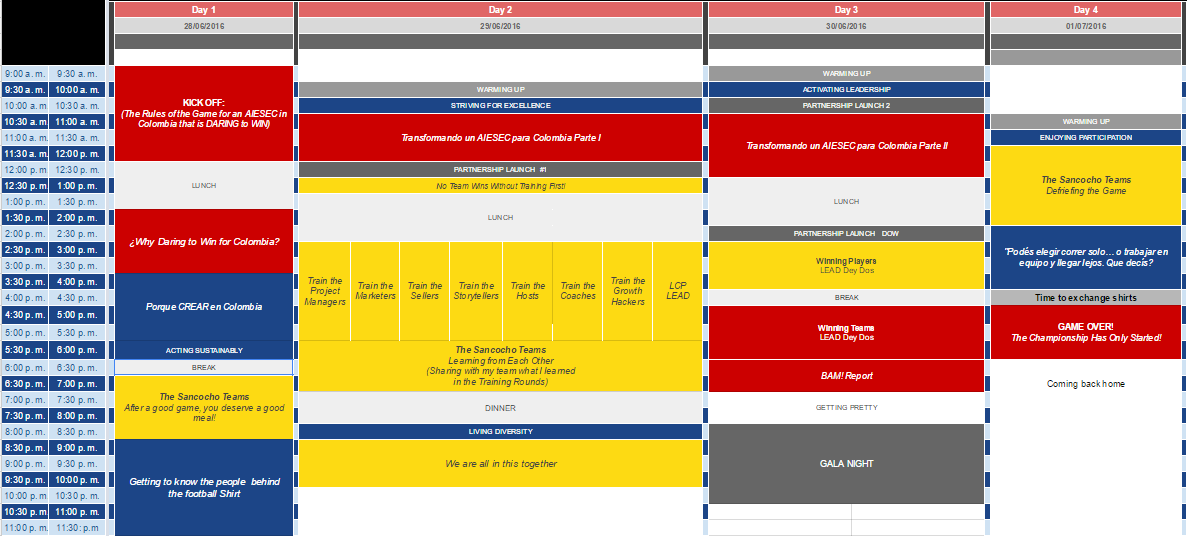 Day 1
Day 2
Day 3
Day 4
28/06/2016
29/06/2016
30/06/2016
01/07/2016
9:00 a. m. 9:30 a. m.
9:30 a. m. 10:00 a. m.
10:00 a. m 10:30 a. m.
10:30 a. m 11:00 a. m.
11:00 a. m 11:30 a. m.
11:30 a. m 12:00 p. m.
12:00 p. m 12:30 p. m.
12:30 p. m 1:00 p. m.
1:00 p. m. 1:30 p. m.
1:30 p. m. 2:00 p. m.
2:00 p. m. 2:30 p. m.
2:30 p. m. 3:00 p. m.
3:00 p. m. 3:30 p. m.
3:30 p. m. 4:00 p. m.
4:00 p. m. 4:30 p. m.
4:30 p. m. 5:00 p. m.
5:00 p. m. 5:30 p. m.
5:30 p. m. 6:00 p. m.
6:00 p. m. 6:30 p. m.
6:30 p. m. 7:00 p. m.
7:00 p. m. 7:30 p. m.
7:30 p. m. 8:00 p. m.
8:00 p. m. 8:30 p. m.
8:30 p. m. 9:00 p. m.
9:00 p. m. 9:30 p. m.
9:30 p. m. 10:00 p. m.
10:00 p. m 10:30 p. m.
10:30 p. m 11:00 p. m.
11:00 p. m 11:30: p. m.
KICK OFF:
(The Rules of the Game for an AIESEC in
Colombia that is DARING to WIN)
LUNCH
¿Why Daring to Win for Colombia?
Porque CREAR en Colombia
ACTING SUSTAINABLY
BREAK
The Sancocho Teams
After a good game, you deserve a good
meal!
Getting to know the people behind
the football Shirt
WARMING UP
STRIVING FOR EXCELLENCE
Transformando un AIESEC para Colombia Parte I
PARTNERSHIP LAUNCH #1
No Team Wins Without Training First!
LUNCH
Train the
Project
Managers
Train the
Marketers
Train the
Sellers
Train the
Storytellers
Train the
Hosts
Train the
Coaches
Train the
Growth
Hackers
LCP
LEAD
The Sancocho Teams
Learning from Each Other
(Sharing with my team what I learned
in the Training Rounds)
DINNER
LIVING DIVERSITY
We are all in this together
WARMING UP
ACTIVATING LEADERSHIP
PARTNERSHIP LAUNCH 2
Transformando un AIESEC para Colombia Parte II
LUNCH
PARTNERSHIP LAUNCH DOW
Winning Players
LEAD Dey Dos
BREAK
Winning Teams
LEAD Dey Dos
BAM! Report
GETTING PRETTY
GALA NIGHT
WARMING UP
ENJOYING PARTICIPATION
The Sancocho Teams
Defriefing the Game
"Podés elegir correr solo... o trabajar en
equipo y llegar lejos. Que decís?
Time to exchange shirts
GAME OVER!
The Championship Has Only Started!
Coming back home